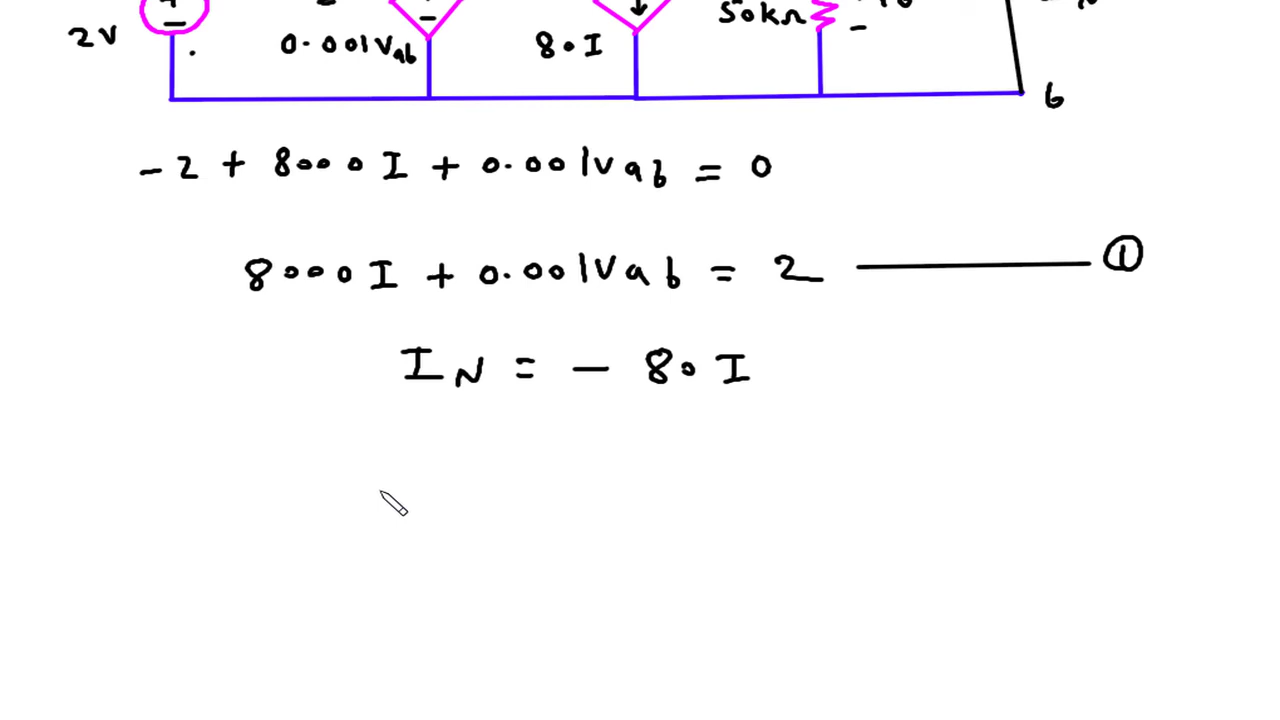 50kΩ
2V
0.001Vab
80I
b
-2 + 8000I + 0.001Vab = 0
8000I + 0.001Vab = 2 ——— ①
IN = - 80I